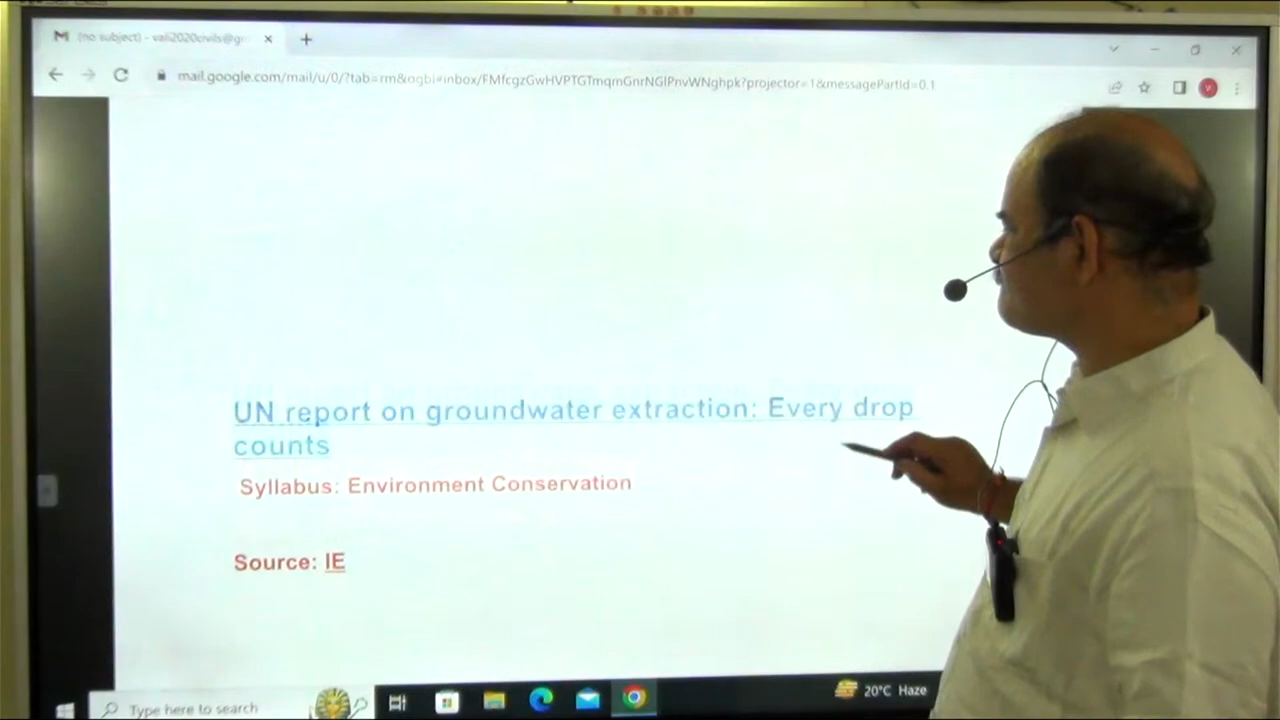 (no subject) - vali2020civils@gr
mail.google.com/mail/u/0/?tab=rm&ogbl#inbox/FMfcgzGwHVPTGTmqmGnrNGlPnvWNghpk?projector=1&messagePartId=0.1
UN report on groundwater extraction: Every drop
counts
Syllabus: Environment Conservation
Source: IE
Type here to search
20°C Haze